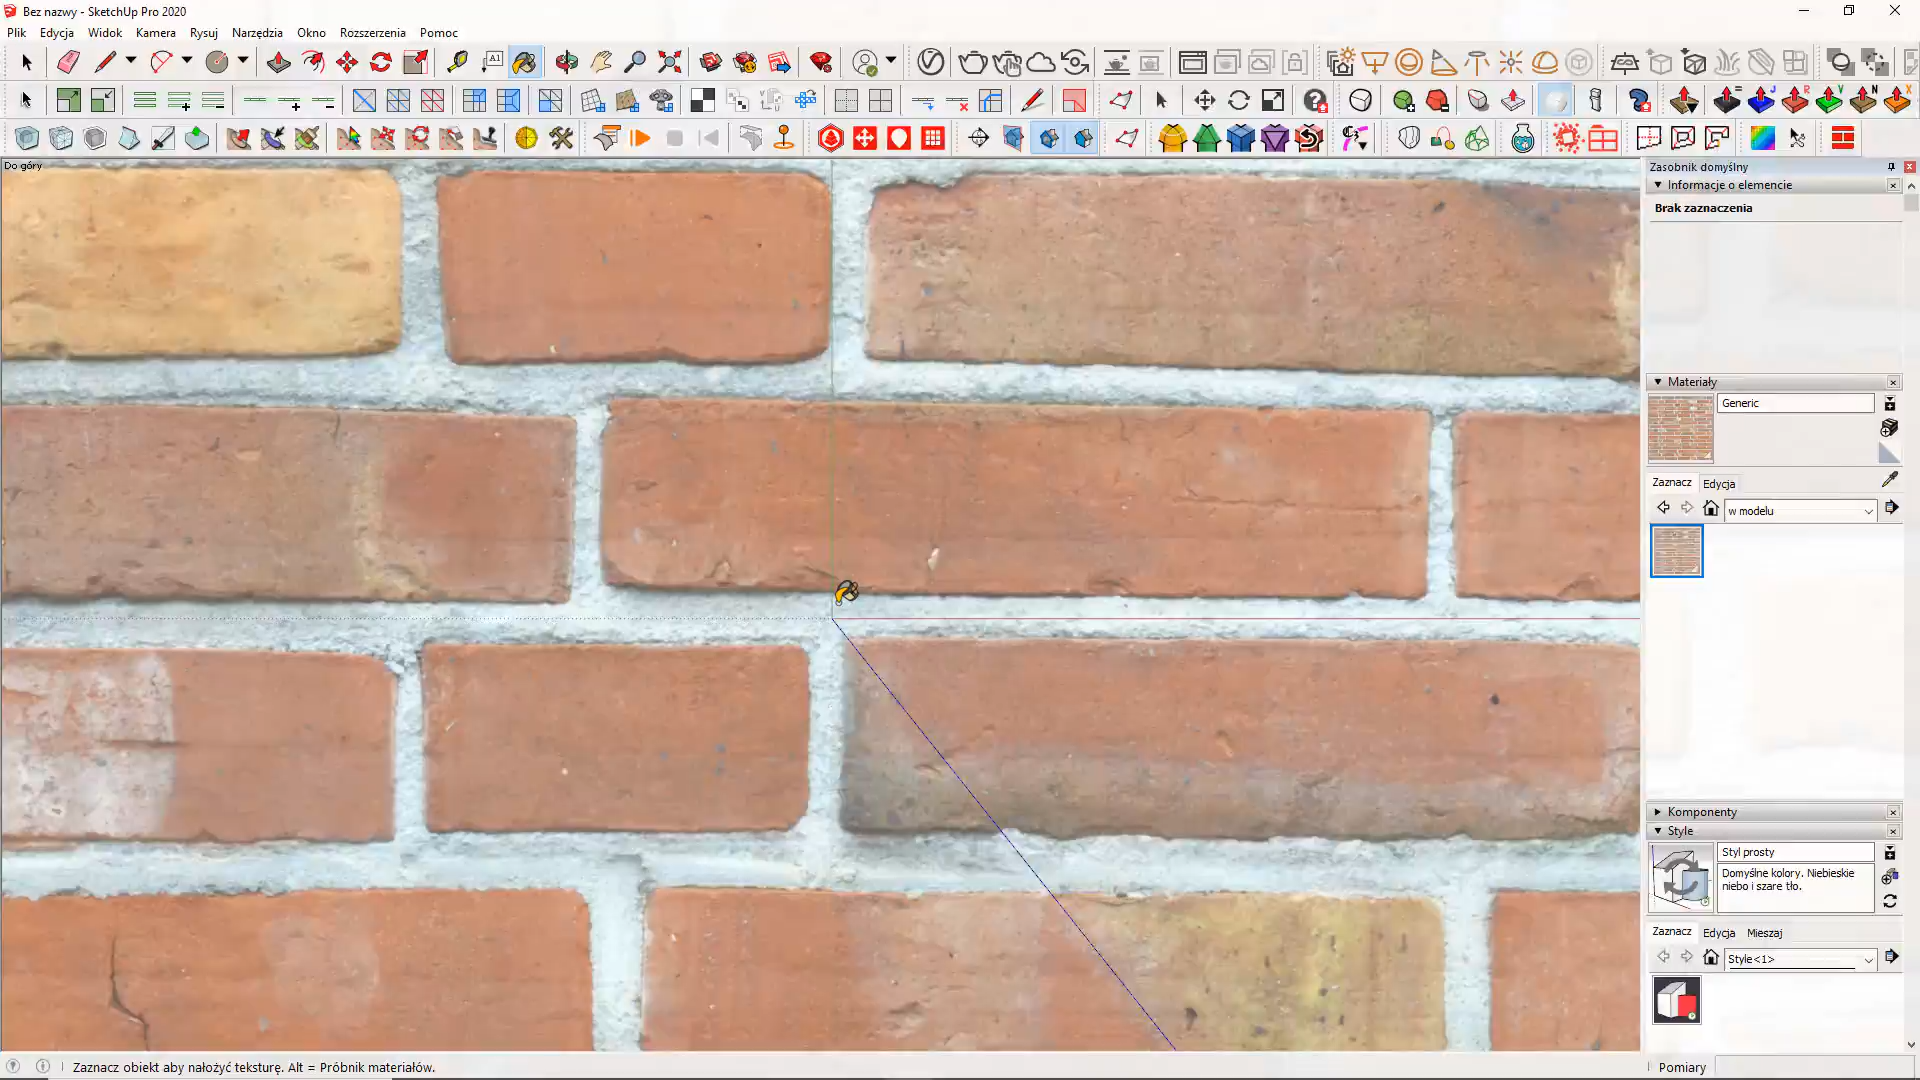 Bez nazwy - SketchUp Pro 2020
Plik Edycja Widok Kamera Rysuj Narzędzia Okno Rozszerzenia Pomoc
A1
Do góry
Zasobnik domyślny
Informacje o elemencie
Brak zaznaczenia
Materiały
Generic
Zaznacz Edycja
w modelu
Komponenty
Style
Styl prosty
Domyślne kolory. Niebieskie
niebo i szare tło.
Zaznacz Edycja Mieszaj
Style<1>
Zaznacz obiekt aby nałożyć teksturę. Alt = Próbnik materiałów.
Pomiary